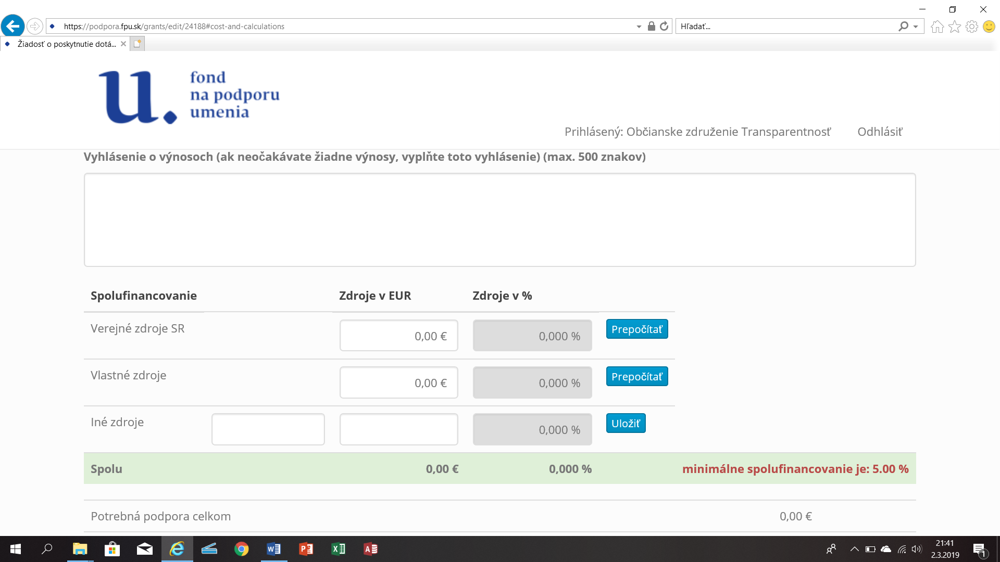 https://podpora.fpu.sk/grants/edit/24188#cost-and-calculations
Hľadať...
Žiadosť o poskytnutie dotá...
u.
fond
na podporu
umenia
Prihlásený: Občianske združenie Transparentnosť
Odhlásiť
Vyhlásenie o výnosoch (ak neočakávate žiadne výnosy, vyplňte toto vyhlásenie) (max. 500 znakov)
Spolufinancovanie Zdroje v EUR Zdroje v %
Verejné zdroje SR 0,00 € 0,000 % Prepočítať
Vlastné zdroje 0,00 € 0,000 % Prepočítať
Iné zdroje 0,000 % Uložiť
Spolu 0,00 € 0,000 % minimálne spolufinancovanie je: 5.00 %
Potrebná podpora celkom 0,00 €
21:41
2.3.2019
1